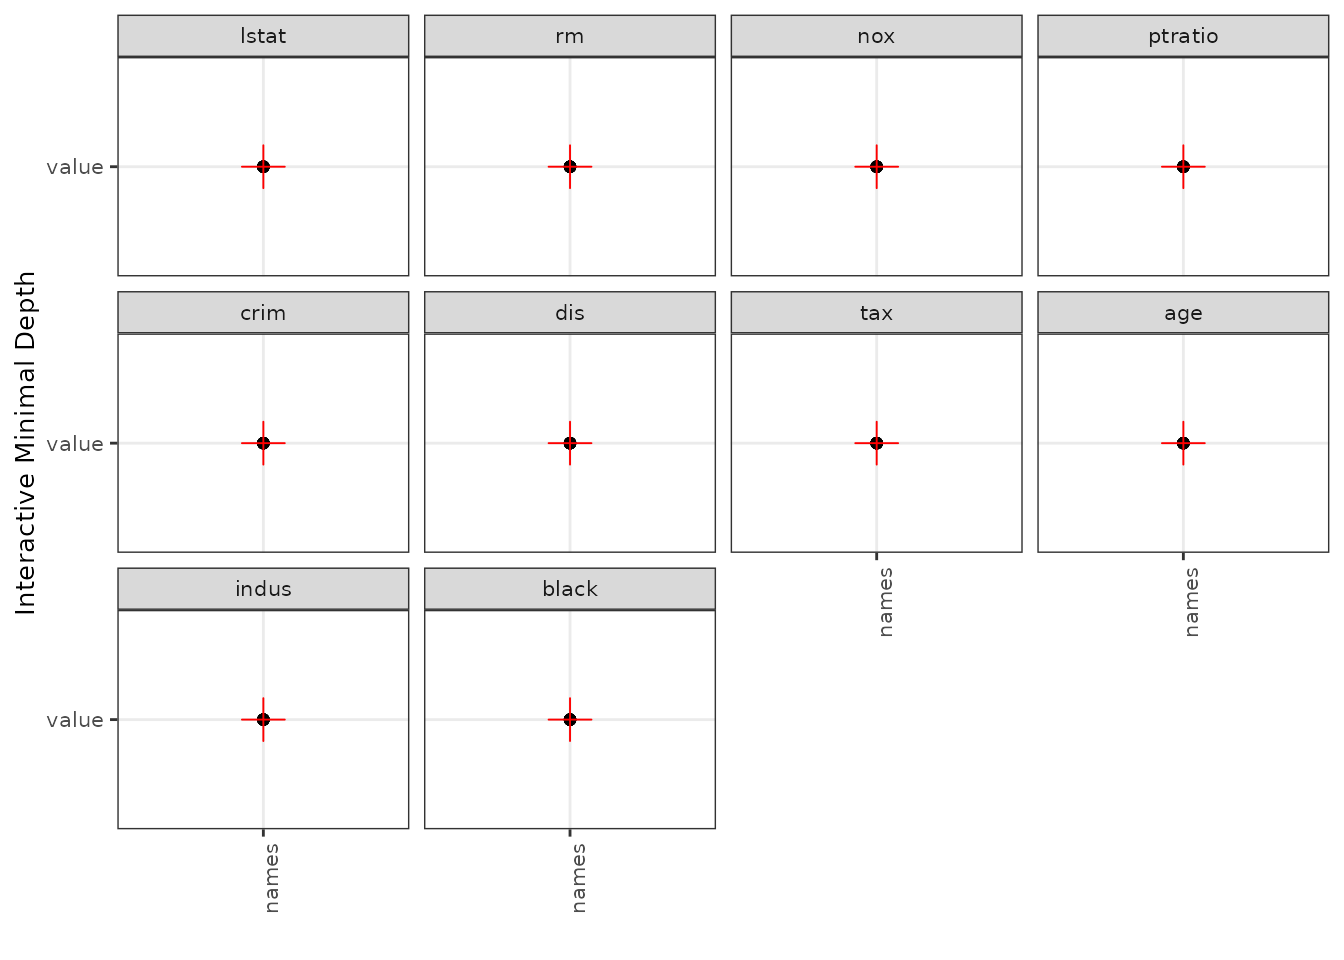 lstat
rm
nox
ptratio
value
crim
dis
tax
age
value
names
names
indus
black
value
names
names
Interactive Minimal Depth